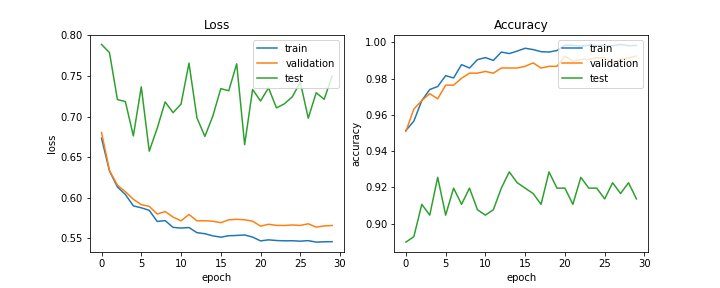 Loss
Accuracy
0.80
0.75
0.70
0.65
0.60
0.55
loss
0
5
10
15
20
25
30
epoch
train
validation
test
1.00
0.98
0.96
0.94
0.92
0.90
accuracy
0
5
10
15
20
25
30
epoch
train
validation
test